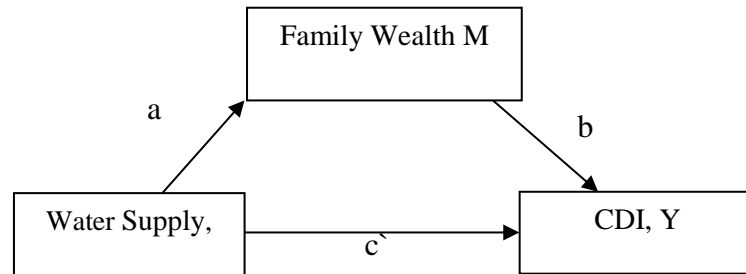 Family Wealth M
a
b
Water Supply,
CDI, Y
c`